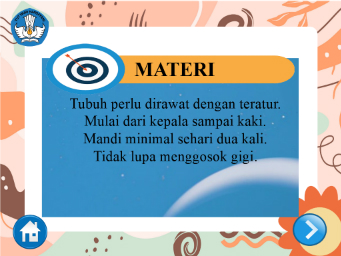 MATERI
Tubuh perlu dirawat dengan teratur.
Mulai dari kepala sampai kaki.
Mandi minimal sehari dua kali.
Tidak lupa menggosok gigi.